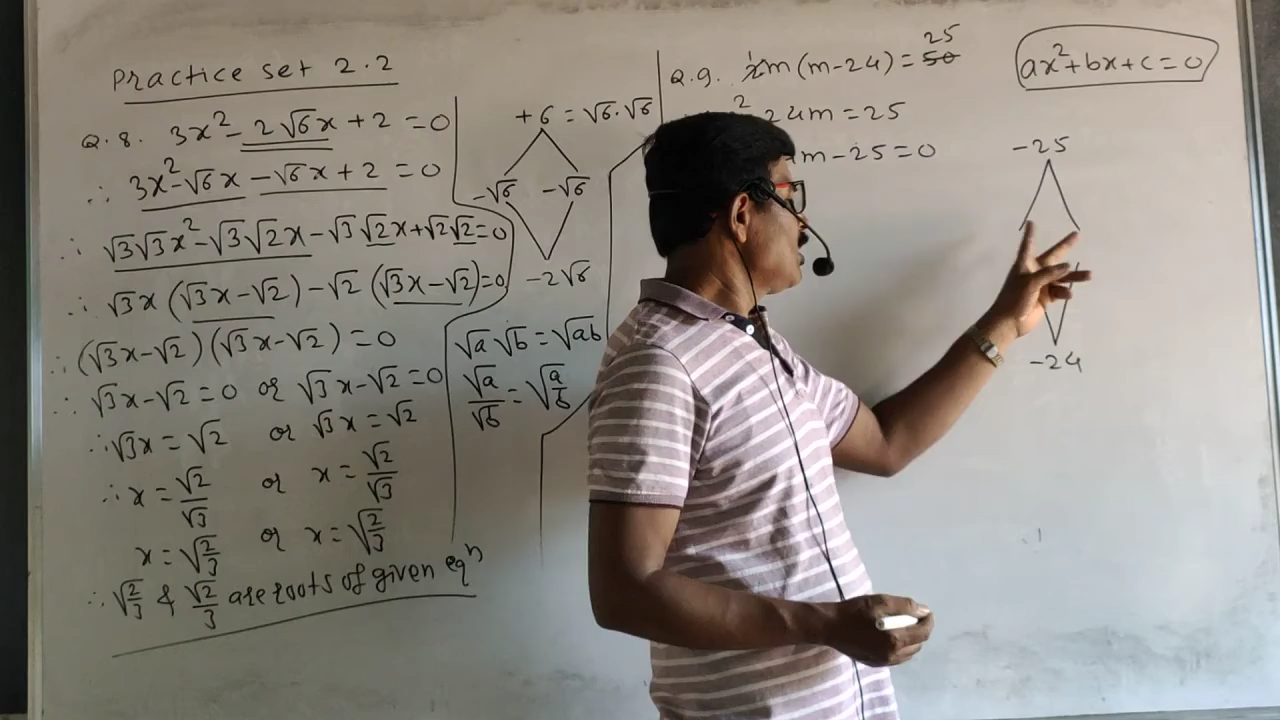 Practice set 2.2
Q.8. 3x² - 2√6x + 2 = 0
∴ 3x² - √6x - √6x + 2 = 0
∴ √3√3x² - √3√2x - √3√2x + √2√2 = 0
∴ √3x (√3x - √2) - √2 (√3x - √2) = 0
∴ (√3x - √2) (√3x - √2) = 0
∴ √3x - √2 = 0 or √3x - √2 = 0
∴ √3x = √2 or √3x = √2
∴ x = √2/√3 or x = √2/√3
x = √(2/3) or x = √(2/3)
∴ √(2/3) & √(2/3) are roots of given eqⁿ
+6 = √6.√6
-√6 -√6
-2√6
√a √b = √ab
√a/√b = √(a/b)
25
Q.9. 2m(m-24) = 50
1
2 24m = 25
m - 25 = 0
ax² + bx + c = 0
-25
-24